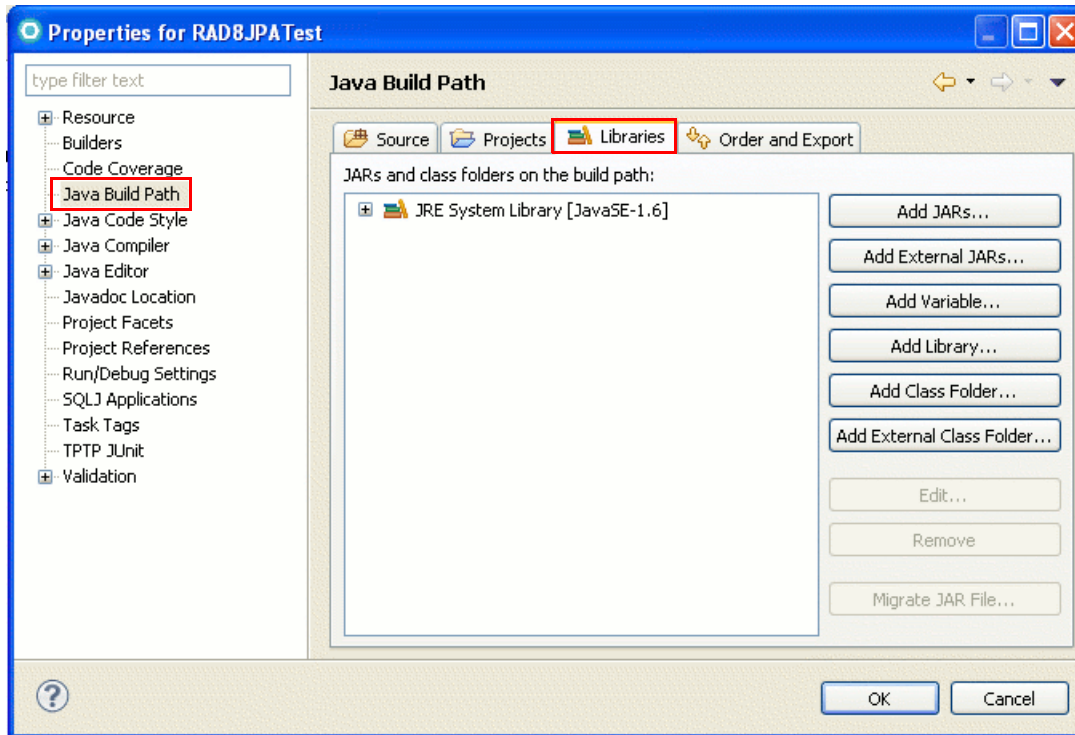 Properties for RAD8JPATest
type filter text
Resource
Builders
Code Coverage
Java Build Path
Java Code Style
Java Compiler
Java Editor
Javadoc Location
Project Facets
Project References
Run/Debug Settings
SQLJ Applications
Task Tags
TPTP JUnit
Validation
Java Build Path
Source Projects Libraries Order and Export
JARs and class folders on the build path:
JRE System Library [JavaSE-1.6]
Add JARs...
Add External JARs...
Add Variable...
Add Library...
Add Class Folder...
Add External Class Folder...
Edit...
Remove
Migrate JAR File...
?
OK Cancel